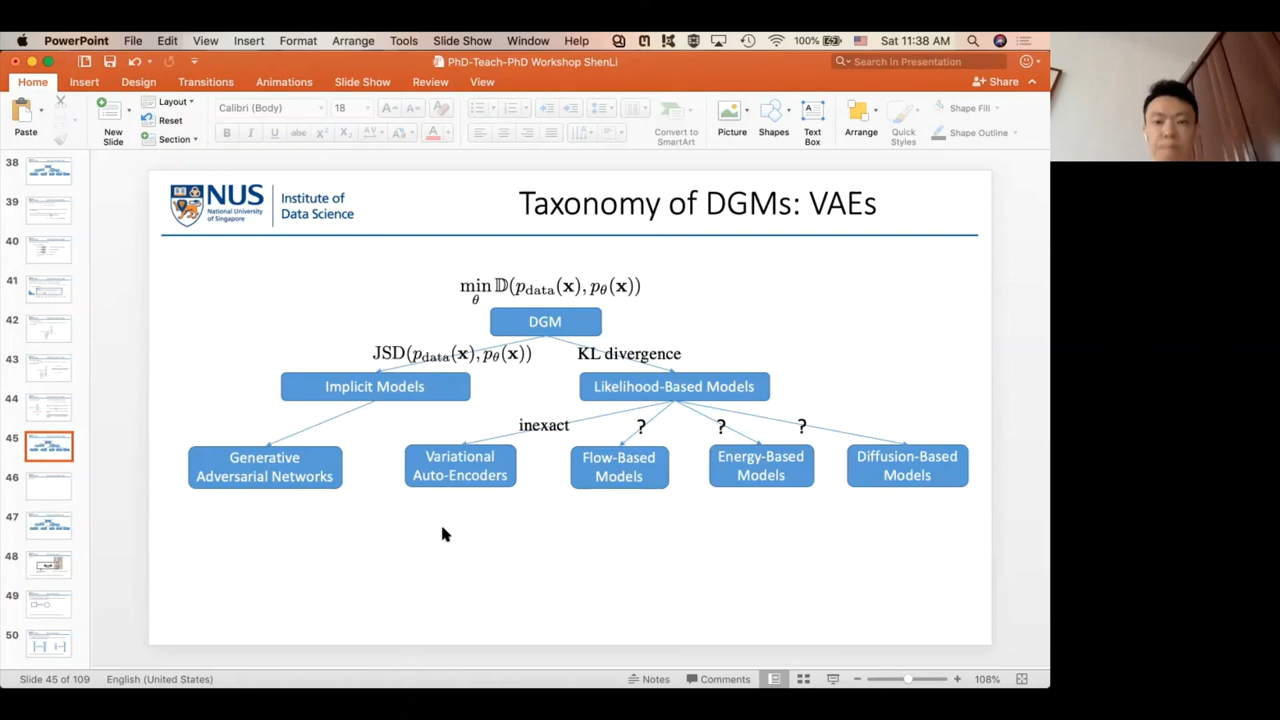 PowerPoint File Edit View Insert Format Arrange Tools Slide Show Window Help 100% Sat 11:38 AM
PhD-Teach-PhD Workshop ShenLi
Search in Presentation
Home Insert Design Transitions Animations Slide Show Review View
Share
Paste
New Slide
Layout
Reset
Section
Calibri (Body) 18
B I U abc X² X₂ AV A
Convert to SmartArt
Picture
Shapes
Text Box
Arrange
Quick Styles
Shape Fill
Shape Outline
38
39
40
41
42
43
44
45
46
47
48
49
50
NUS
National University of Singapore
Institute of
Data Science
Taxonomy of DGMs: VAEs
min_θ 𝔻(p_data(𝐱), p_θ(𝐱))
DGM
JSD(p_data(𝐱), p_θ(𝐱))
KL divergence
Implicit Models
Likelihood-Based Models
inexact ? ? ?
Generative
Adversarial Networks
Variational
Auto-Encoders
Flow-Based
Models
Energy-Based
Models
Diffusion-Based
Models
Slide 45 of 109 English (United States) Notes Comments 108%